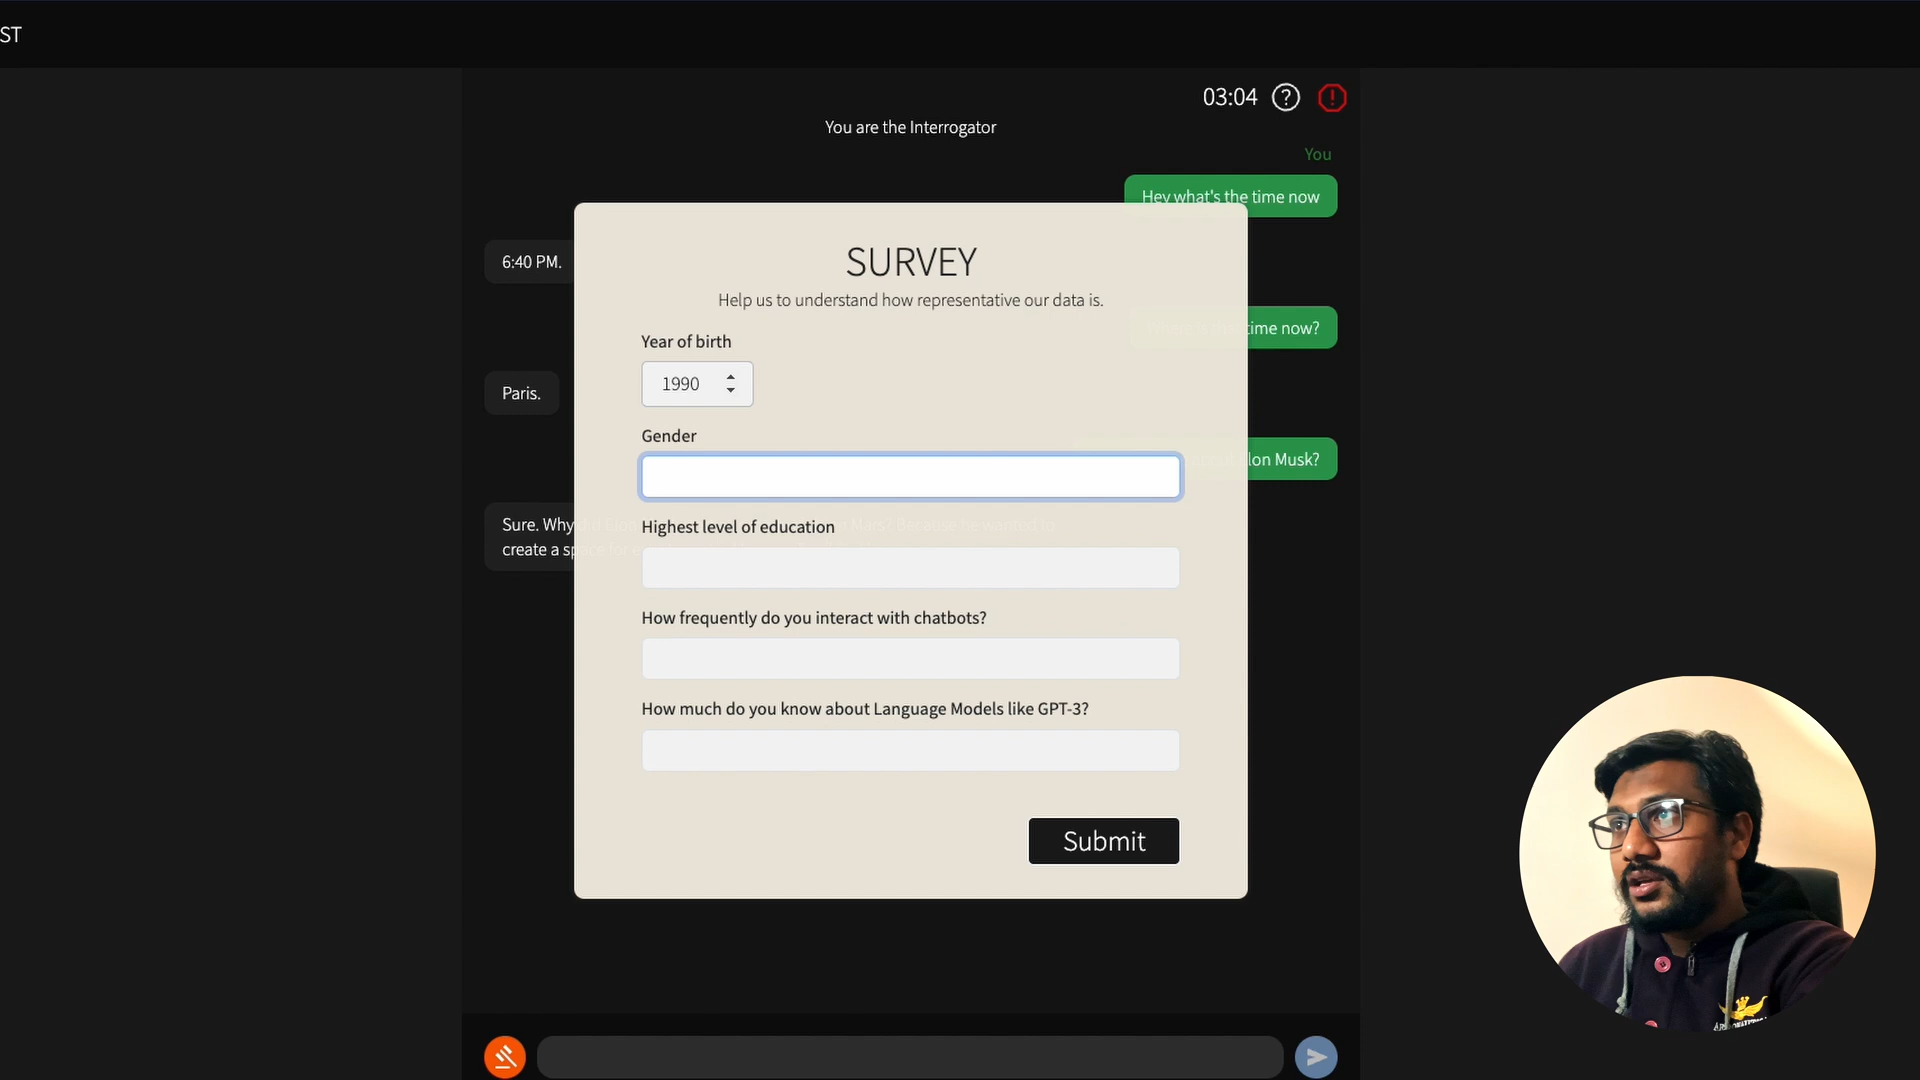 ST
03:04
You are the Interrogator
You
Hey what's the time now
SURVEY
6:40 PM.
Help us to understand how representative our data is.
time now?
Year of birth
1990
Paris.
Gender
lon Musk?
Sure. Why
Highest level of education
create a space for
How frequently do you interact with chatbots?
How much do you know about Language Models like GPT-3?
Submit